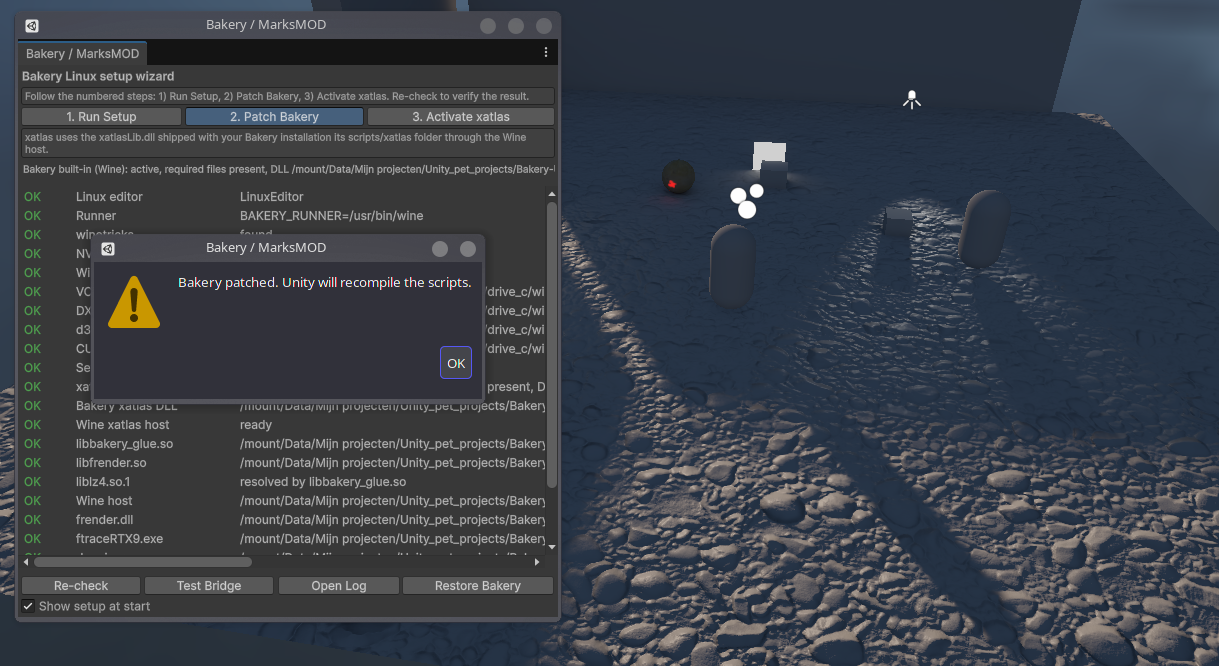 Bakery / MarksMOD
Bakery / MarksMOD
Bakery Linux setup wizard
Follow the numbered steps: 1) Run Setup, 2) Patch Bakery, 3) Activate xatlas. Re-check to verify the result.
1. Run Setup 2. Patch Bakery 3. Activate xatlas
xatlas uses the xatlasLib.dll shipped with your Bakery installation its scripts/xatlas folder through the Wine
host.
Bakery built-in (Wine): active, required files present, DLL /mount/Data/Mijn projecten/Unity_pet_projects/Bakery-
OK Linux editor LinuxEditor
OK Runner BAKERY_RUNNER=/usr/bin/wine
OK winetricks found
OK NV
OK Wi
OK VC /drive_c/wi
OK DX /drive_c/wi
OK d3 /drive_c/wi
OK CU /drive_c/wi
OK Se
OK xa present, D
Bakery / MarksMOD
Bakery patched. Unity will recompile the scripts.
OK
OK Bakery xatlas DLL /mount/Data/Mijn projecten/Unity_pet_projects/Bakery
OK Wine xatlas host ready
OK libbakery_glue.so /mount/Data/Mijn projecten/Unity_pet_projects/Bakery
OK libfrender.so /mount/Data/Mijn projecten/Unity_pet_projects/Bakery
OK liblz4.so.1 resolved by libbakery_glue.so
OK Wine host /mount/Data/Mijn projecten/Unity_pet_projects/Bakery
OK frender.dll /mount/Data/Mijn projecten/Unity_pet_projects/Bakery
OK ftraceRTX9.exe /mount/Data/Mijn projecten/Unity_pet_projects/Bakery
Re-check Test Bridge Open Log Restore Bakery
Show setup at start